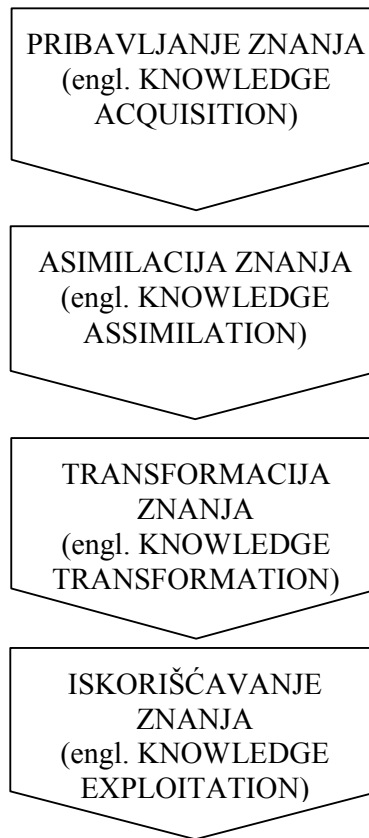 PRIBAVLJANJE ZNANJA
(engl. KNOWLEDGE
ACQUISITION)
ASIMILACIJA ZNANJA
(engl. KNOWLEDGE
ASSIMILATION)
TRANSFORMACIJA
ZNANJA
(engl. KNOWLEDGE
TRANSFORMATION)
ISKORIŠĆAVANJE
ZNANJA
(engl. KNOWLEDGE
EXPLOITATION)